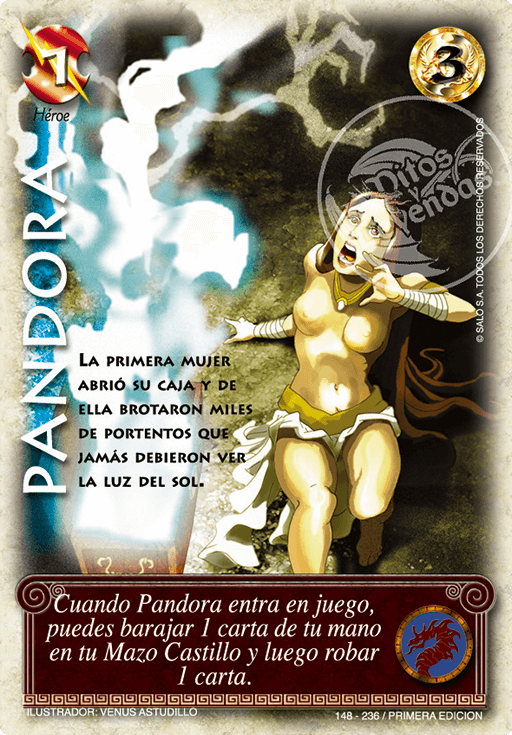 1
3
Héroe
Mitos
y
Leyendas
PANDORA
© SALO S.A. TODOS LOS DERECHOS RESERVADOS
LA PRIMERA MUJER
ABRIÓ SU CAJA Y DE
ELLA BROTARON MILES
DE PORTENTOS QUE
JAMÁS DEBIERON VER
LA LUZ DEL SOL.
Cuando Pandora entra en juego,
puedes barajar 1 carta de tu mano
en tu Mazo Castillo y luego robar
1 carta.
ILUSTRADOR: VENUS ASTUDILLO
148 - 236 / PRIMERA EDICION